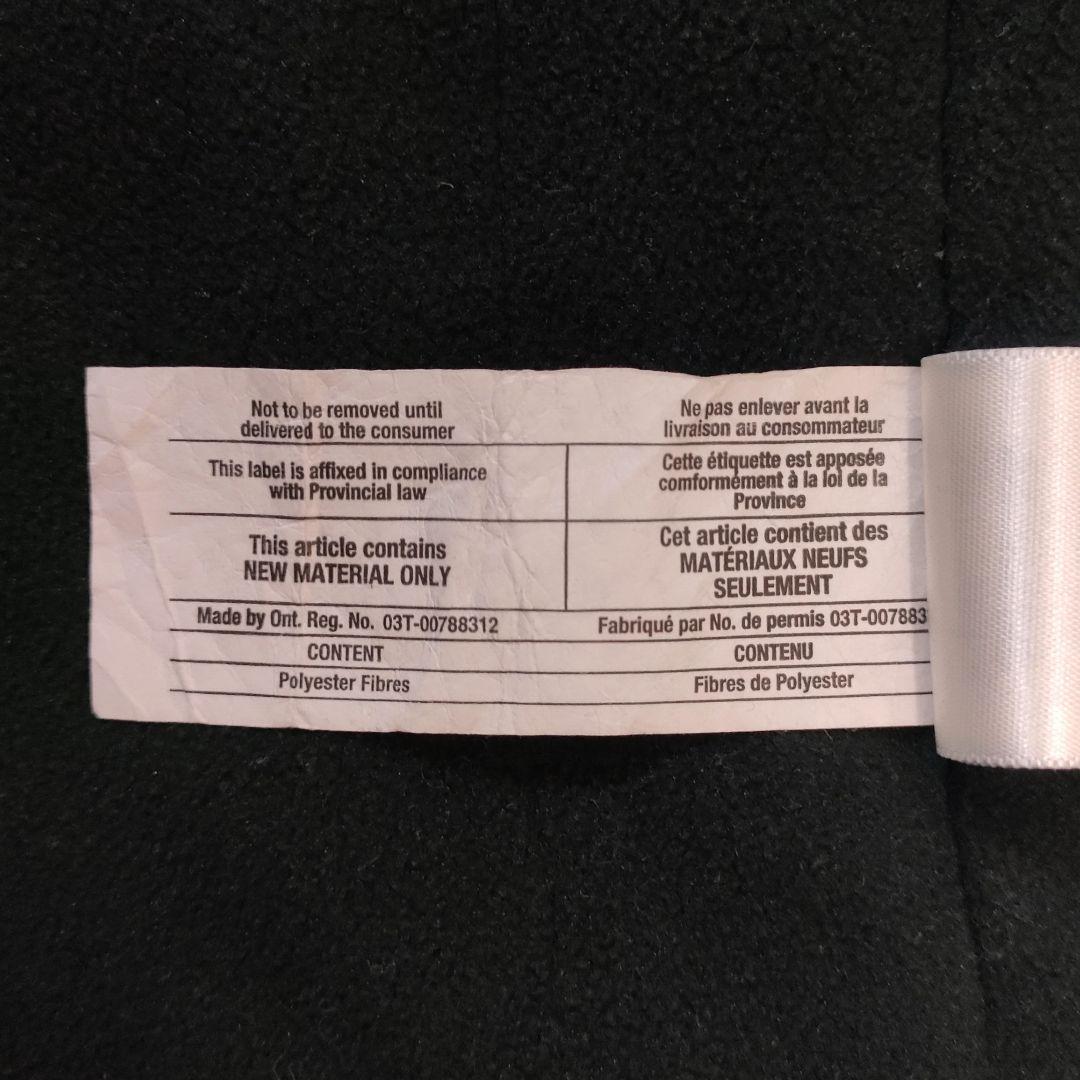 Not to be removed until
delivered to the consumer
Ne pas enlever avant la
livraison au consommateur
This label is affixed in compliance
with Provincial law
Cette étiquette est apposée
comformément à la loi de la
Province
This article contains
NEW MATERIAL ONLY
Cet article contient des
MATÉRIAUX NEUFS
SEULEMENT
Made by Ont. Reg. No. 03T-00788312
Fabriqué par No. de permis 03T-007883
CONTENT
CONTENU
Polyester Fibres
Fibres de Polyester